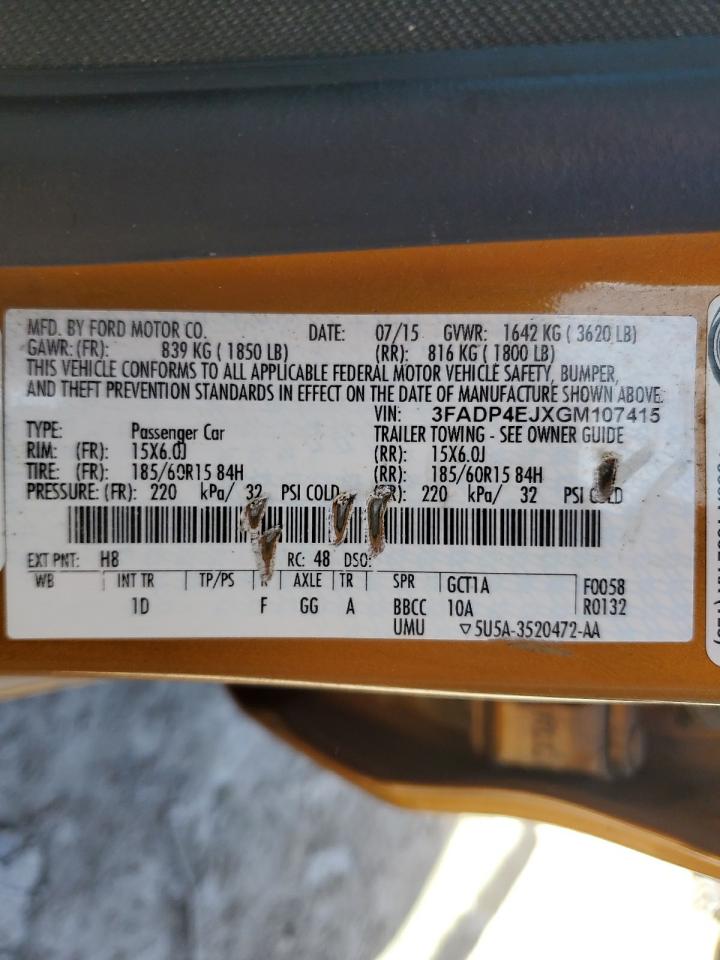 MFD. BY FORD MOTOR CO. DATE: 07/15 GVWR: 1642 KG ( 3620 LB)
GAWR: (FR): 839 KG ( 1850 LB) (RR): 816 KG ( 1800 LB)
THIS VEHICLE CONFORMS TO ALL APPLICABLE FEDERAL MOTOR VEHICLE SAFETY, BUMPER,
AND THEFT PREVENTION STANDARDS IN EFFECT ON THE DATE OF MANUFACTURE SHOWN ABOVE.
VIN: 3FADP4EJXGM107415
TYPE: Passenger Car TRAILER TOWING - SEE OWNER GUIDE
RIM: (FR): 15X6.0J (RR): 15X6.0J
TIRE: (FR): 185/60R15 84H (RR): 185/60R15 84H
PRESSURE: (FR): 220 kPa/ 32 PSI COLD 220 kPa/ 32 PSI
EXT PNT: H8 RC: 48 DSO:
WB INT TR TP/PS AXLE TR SPR GCT1A F0058
1D F GG A BBCC 10A R0132
UMU ▽5U5A-3520472-AA